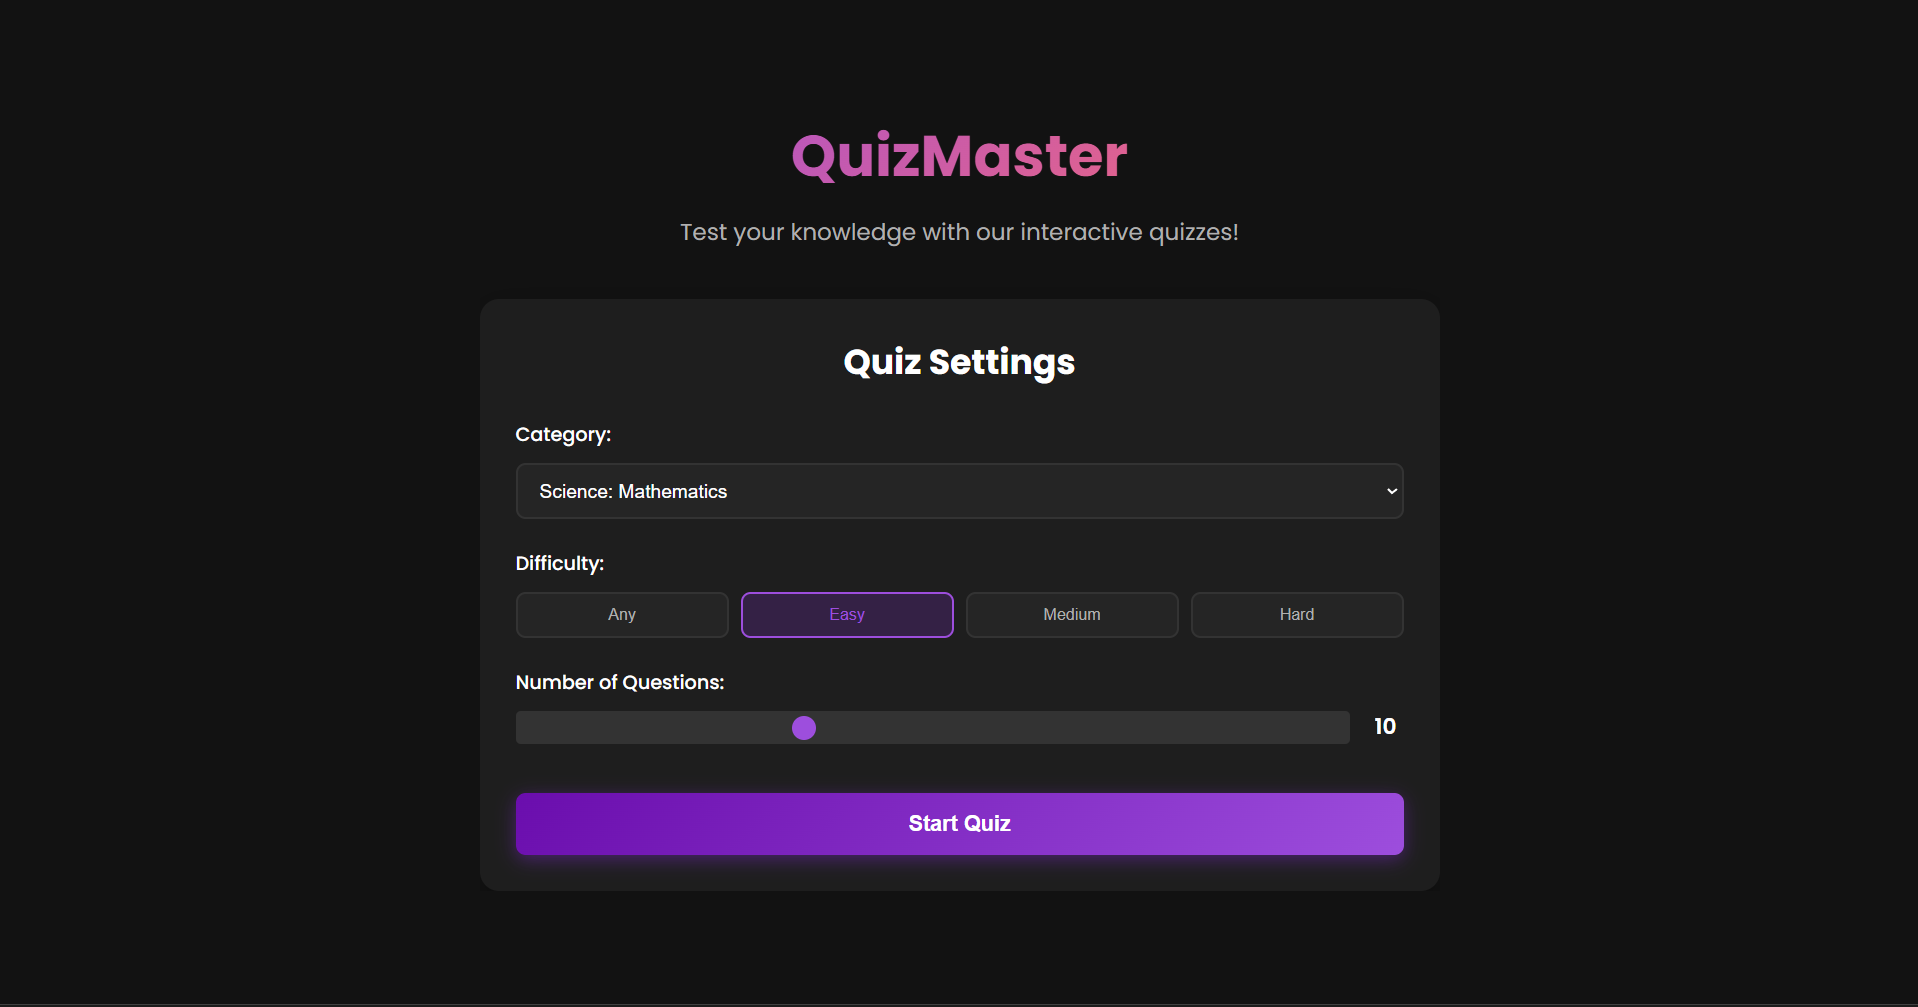 QuizMaster
Test your knowledge with our interactive quizzes!
Quiz Settings
Category:
Science: Mathematics
Difficulty:
Any Easy Medium Hard
Number of Questions:
10
Start Quiz